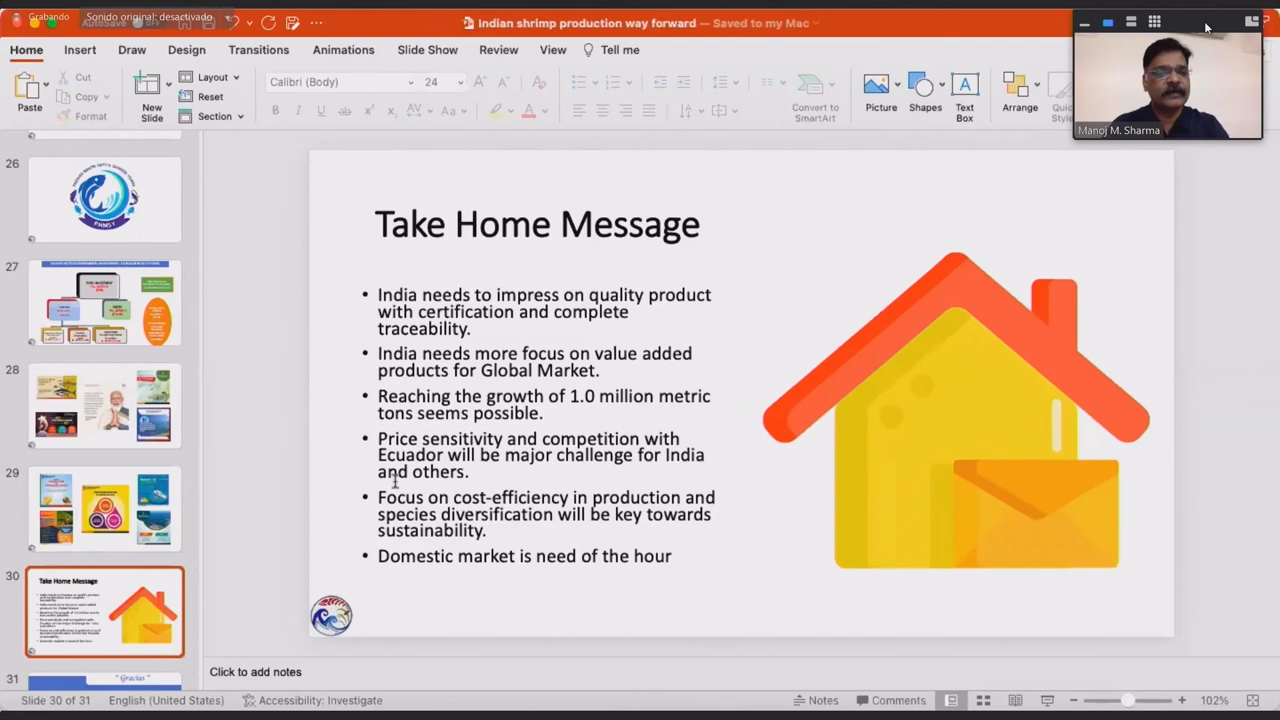 Grabando
Sonido original: desactivado
AutoSave
OFF
Indian shrimp production way forward — Saved to my Mac
Home Insert Draw Design Transitions Animations Slide Show Review View Tell me
Paste
Cut
Copy
Format
New
Slide
Layout
Reset
Section
Calibri (Body)
24
Convert to
SmartArt
Picture
Shapes
Text
Box
Arrange
Quick
Manoj M. Sharma
26
PMMSY
27
28
29
30
Take Home Message
31
" Gracias "
Take Home Message
• India needs to impress on quality product
with certification and complete
traceability.
• India needs more focus on value added
products for Global Market.
• Reaching the growth of 1.0 million metric
tons seems possible.
• Price sensitivity and competition with
Ecuador will be major challenge for India
and others.
• Focus on cost-efficiency in production and
species diversification will be key towards
sustainability.
• Domestic market is need of the hour
Click to add notes
Slide 30 of 31 English (United States) Accessibility: Investigate Notes Comments 102%